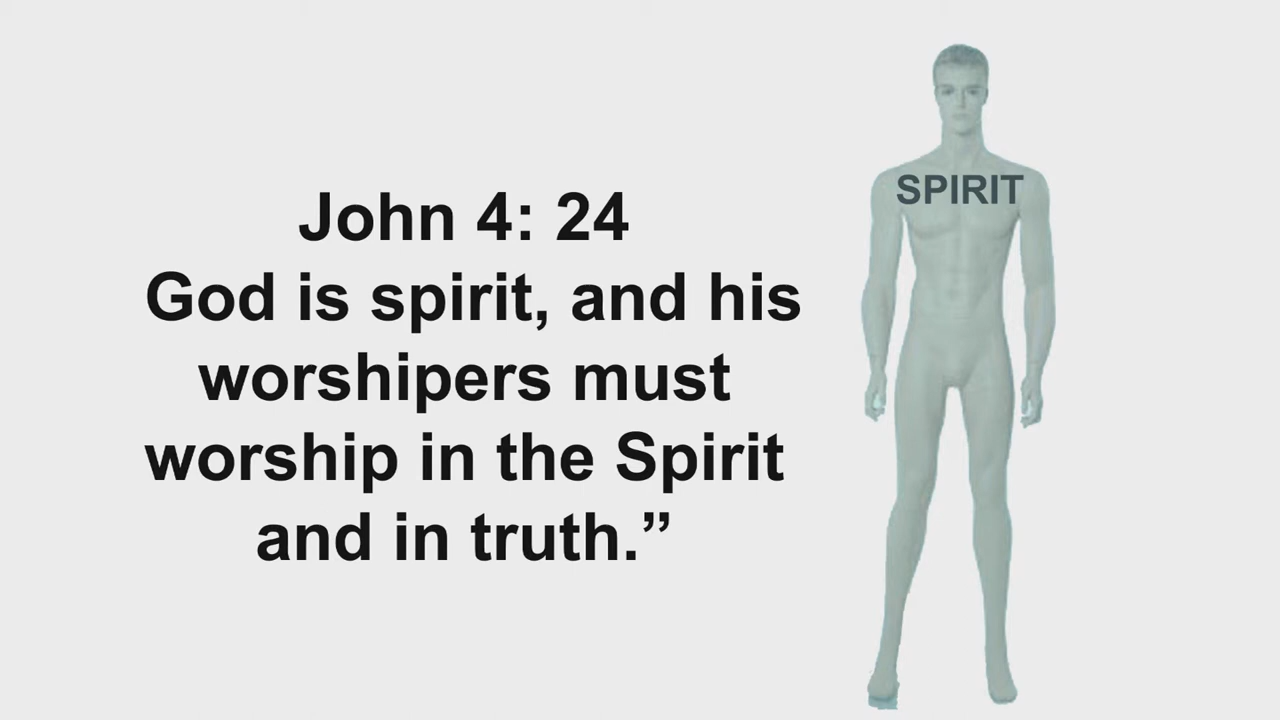 John 4: 24
God is spirit, and his
worshipers must
worship in the Spirit
and in truth.”
SPIRIT